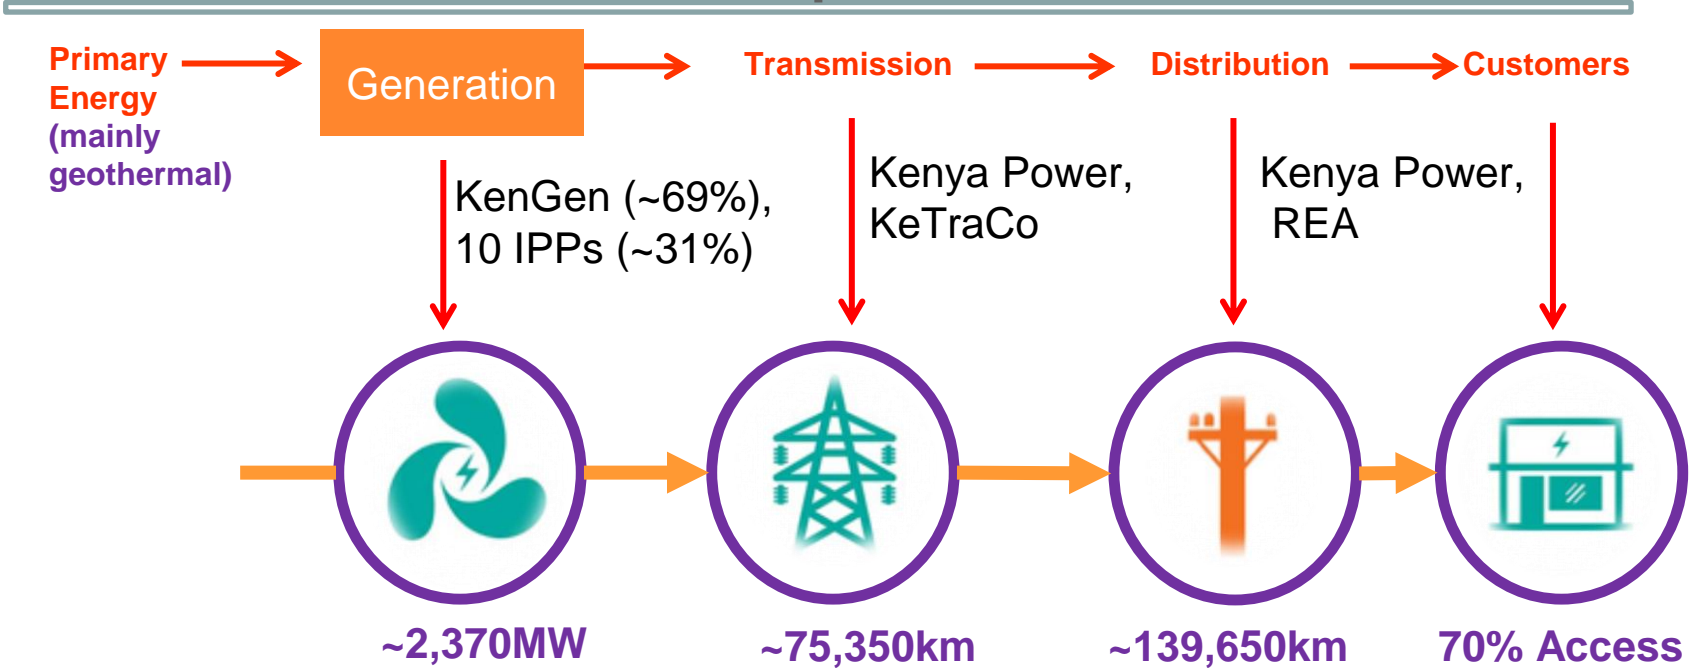 Primary
Energy
(mainly
geothermal)
Generation
Transmission
Distribution
Customers
KenGen (~69%),
10 IPPs (~31%)
Kenya Power,
KeTraCo
Kenya Power,
REA
~2,370MW
~75,350km
~139,650km
70% Access